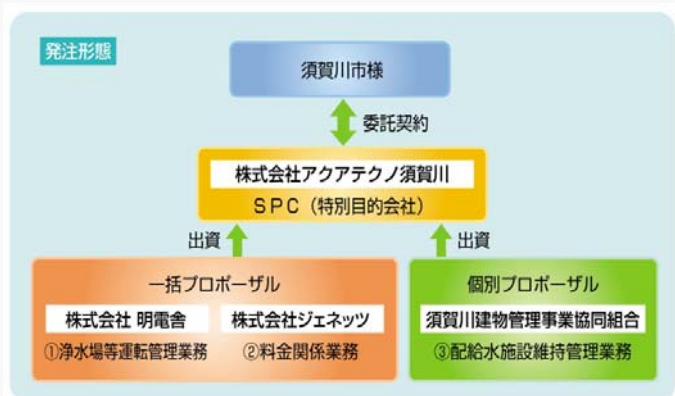 発注形態
須賀川市様
委託契約
株式会社アクアテクノ須賀川
SPC（特別目的会社）
出資
出資
一括プロポーザル
個別プロポーザル
株式会社 明電舎
株式会社ジェネッツ
須賀川建物管理事業協同組合
①浄水場等運転管理業務
②料金関係業務
③配給水施設維持管理業務